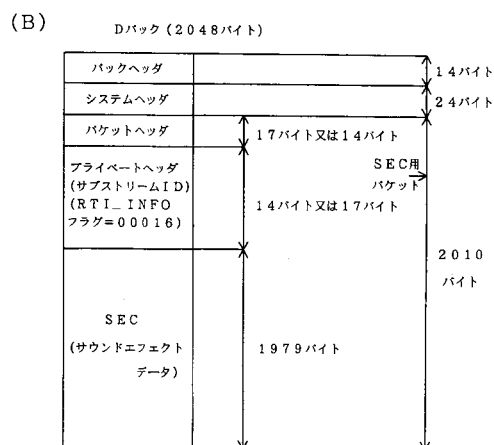 (B)
Dパック(2048バイト)
パックヘッダ
14バイト
システムヘッダ
24バイト
パケットヘッダ
17バイト又は14バイト
プライベートヘッダ
(サブストリームID)
(RTI_INFO
フラグ=00016)
14バイト又は17バイト
SEC用
パケット
2010
バイト
SEC
(サウンドエフェクト
データ)
1979バイト